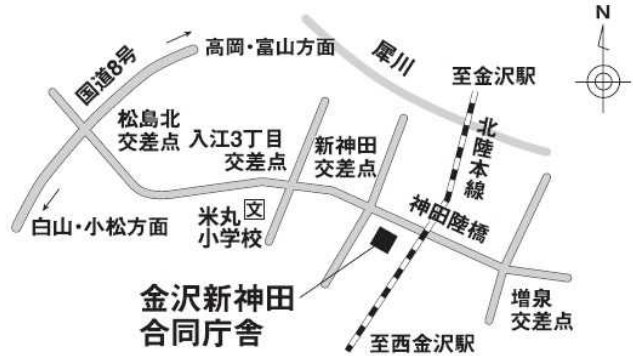 N
国道8号
高岡・富山方面
犀川
至金沢駅
松島北
交差点
入江3丁目
交差点
新神田
交差点
北陸本線
神田陸橋
白山・小松方面
米丸
小学校
文
金沢新神田
合同庁舎
増泉
交差点
至西金沢駅